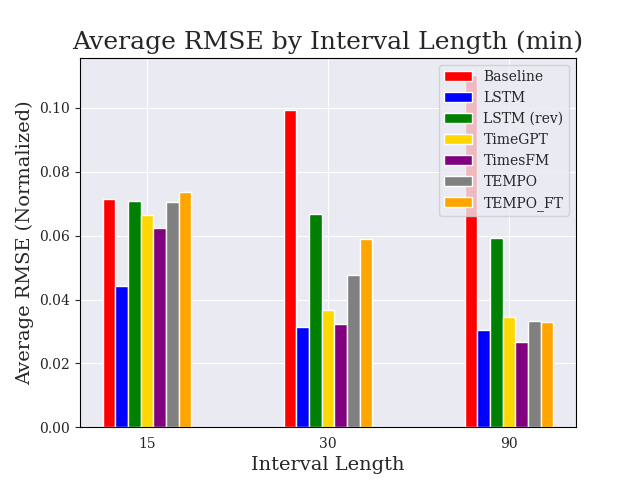 Average RMSE by Interval Length (min)
Average RMSE (Normalized)
0.10
0.08
0.06
0.04
0.02
0.00
Baseline
LSTM
LSTM (rev)
TimeGPT
TimesFM
TEMPO
TEMPO_FT
15
30
90
Interval Length